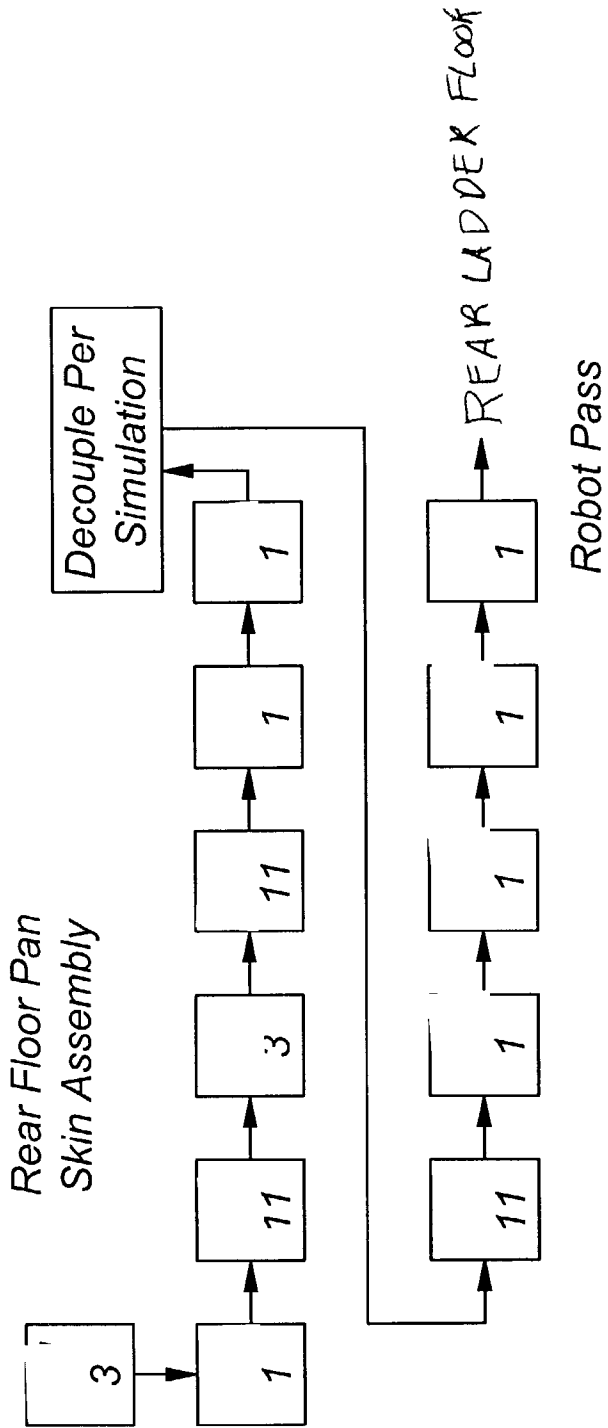 Rear Floor Pan
Skin Assembly
Decouple Per
Simulation
3
1
11
3
11
1
1
11
1
1
1
1
REAR LADDER FLOOR
Robot Pass